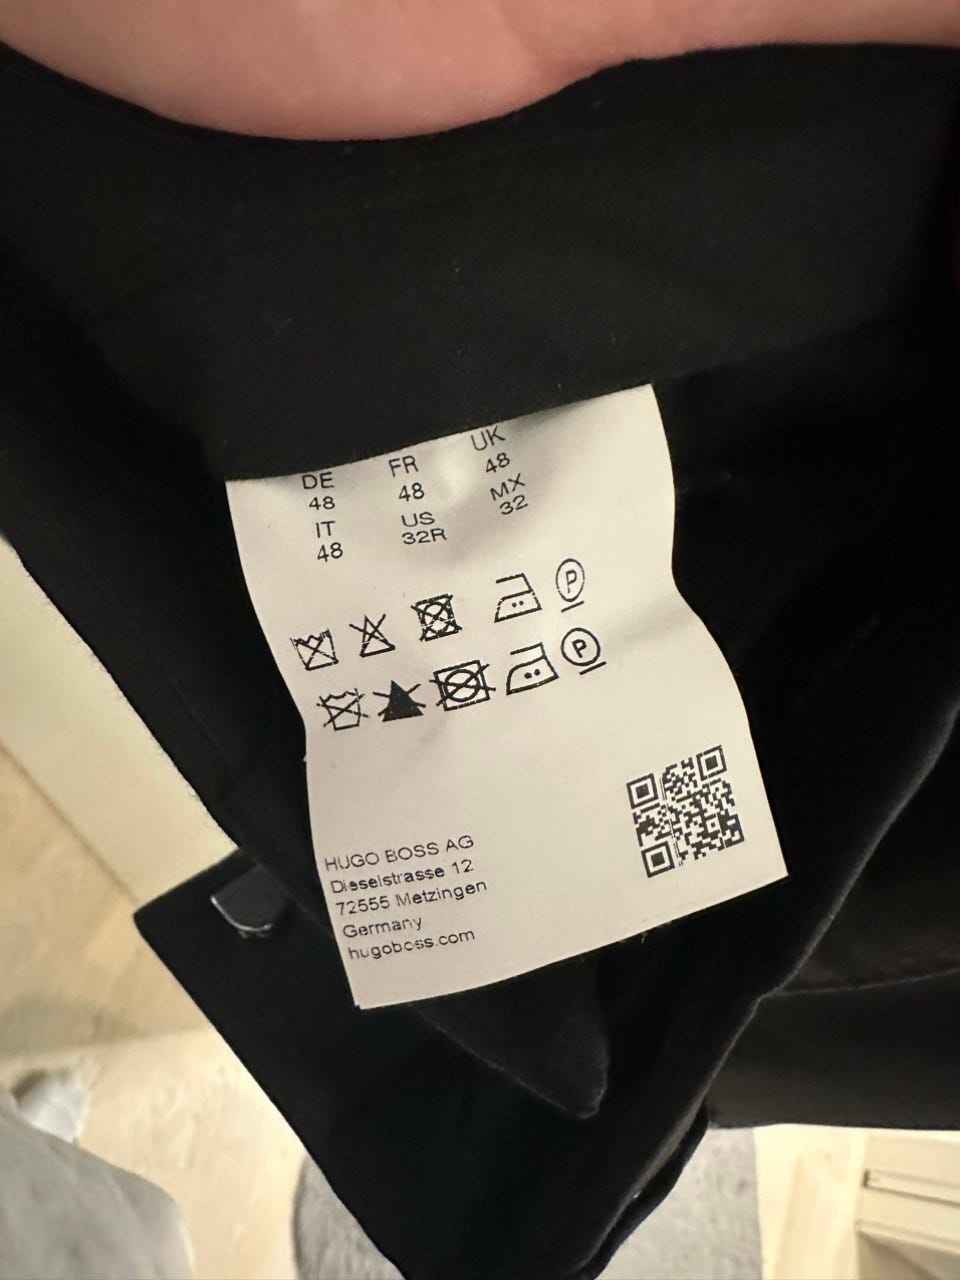 DE FR UK
48 48 48
IT US MX
48 32R 32
P
P
HUGO BOSS AG
Dieselstrasse 12
72555 Metzingen
Germany
hugoboss.com